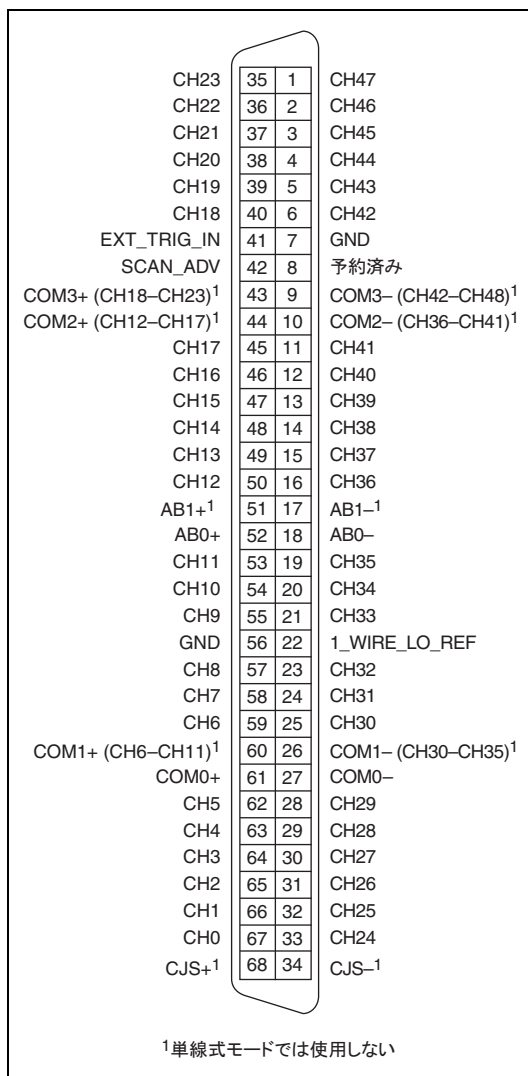 CH23 35 1 CH47
CH22 36 2 CH46
CH21 37 3 CH45
CH20 38 4 CH44
CH19 39 5 CH43
CH18 40 6 CH42
EXT_TRIG_IN 41 7 GND
SCAN_ADV 42 8 予約済み
COM3+ (CH18–CH23)¹ 43 9 COM3– (CH42–CH48)¹
COM2+ (CH12–CH17)¹ 44 10 COM2– (CH36–CH41)¹
CH17 45 11 CH41
CH16 46 12 CH40
CH15 47 13 CH39
CH14 48 14 CH38
CH13 49 15 CH37
CH12 50 16 CH36
AB1+¹ 51 17 AB1–¹
AB0+ 52 18 AB0–
CH11 53 19 CH35
CH10 54 20 CH34
CH9 55 21 CH33
GND 56 22 1_WIRE_LO_REF
CH8 57 23 CH32
CH7 58 24 CH31
CH6 59 25 CH30
COM1+ (CH6–CH11)¹ 60 26 COM1– (CH30–CH35)¹
COM0+ 61 27 COM0–
CH5 62 28 CH29
CH4 63 29 CH28
CH3 64 30 CH27
CH2 65 31 CH26
CH1 66 32 CH25
CH0 67 33 CH24
CJS+¹ 68 34 CJS–¹
¹単線式モードでは使用しない